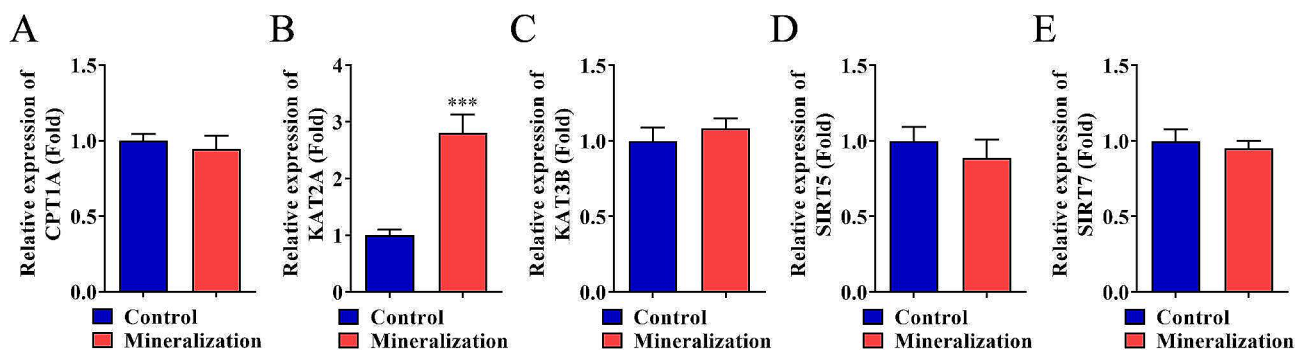 A
Relative expression of
CPT1A (Fold)
1.5
1.0
0.5
0.0
Control
Mineralization
B
Relative expression of
KAT2A (Fold)
4
3
2
1
0
***
Control
Mineralization
C
Relative expression of
KAT3B (Fold)
1.5
1.0
0.5
0.0
Control
Mineralization
D
Relative expression of
SIRT5 (Fold)
1.5
1.0
0.5
0.0
Control
Mineralization
E
Relative expression of
SIRT7 (Fold)
1.5
1.0
0.5
0.0
Control
Mineralization